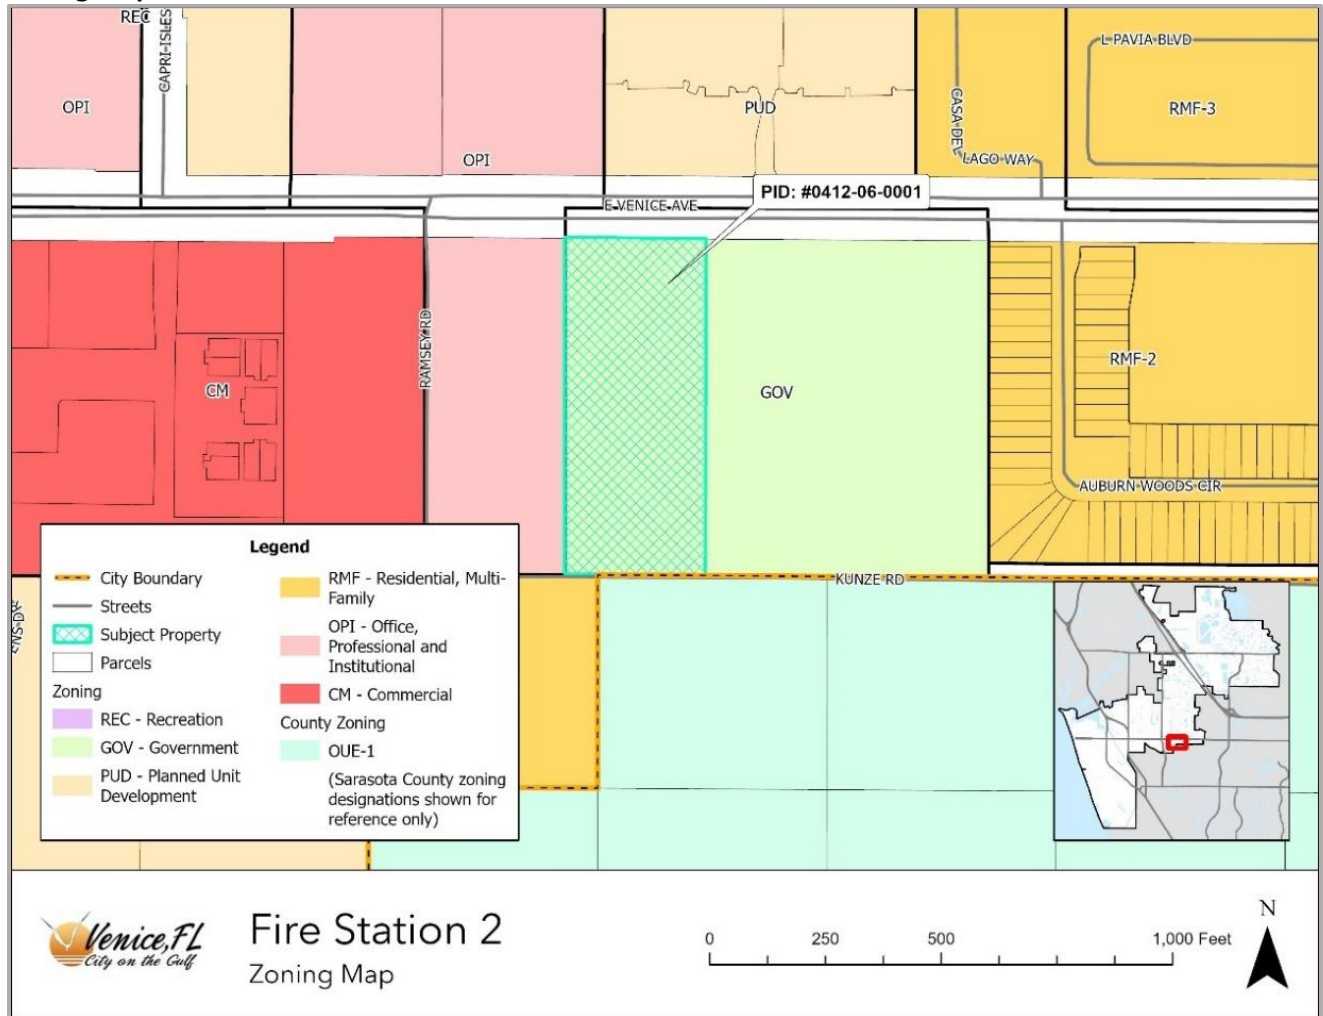 REC
CAPRI-ISLES
OPI
OPI
PUD
CASA DEL
LAGO WAY
L PAVIA BLVD
RMF-3
PID: #0412-06-0001
E VENICE AVE
RAMSEY RD
CM
GOV
RMF-2
AUBURN WOODS CIR
KUNZE RD
Legend
City Boundary
Streets
Subject Property
Parcels
Zoning
REC - Recreation
GOV - Government
PUD - Planned Unit
Development
RMF - Residential, Multi-
Family
OPI - Office,
Professional and
Institutional
CM - Commercial
County Zoning
OUE-1
(Sarasota County zoning
designations shown for
reference only)
Venice, FL
City on the Gulf
Fire Station 2
Zoning Map
0 250 500 1,000 Feet
N